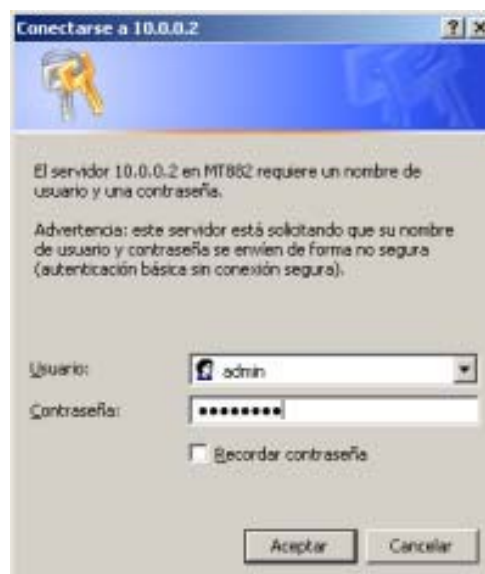 Conectarse a 10.0.0.2
El servidor 10.0.0.2 en MT882 requiere un nombre de
usuario y una contraseña.
Advertencia: este servidor está solicitando que su nombre
de usuario y contraseña se envíen de forma no segura
(autenticación básica sin conexión segura).
Usuario:
admin
Contraseña:
●●●●●●●●
Recordar contraseña
Aceptar
Cancelar